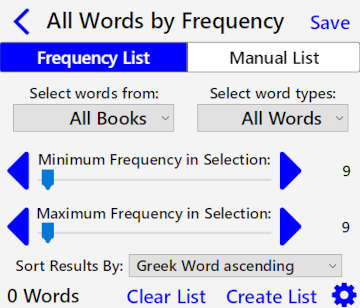 All Words by Frequency Save
Frequency List Manual List
Select words from: Select word types:
All Books All Words
Minimum Frequency in Selection: 9
Maximum Frequency in Selection: 9
Sort Results By: Greek Word ascending
0 Words Clear List Create List